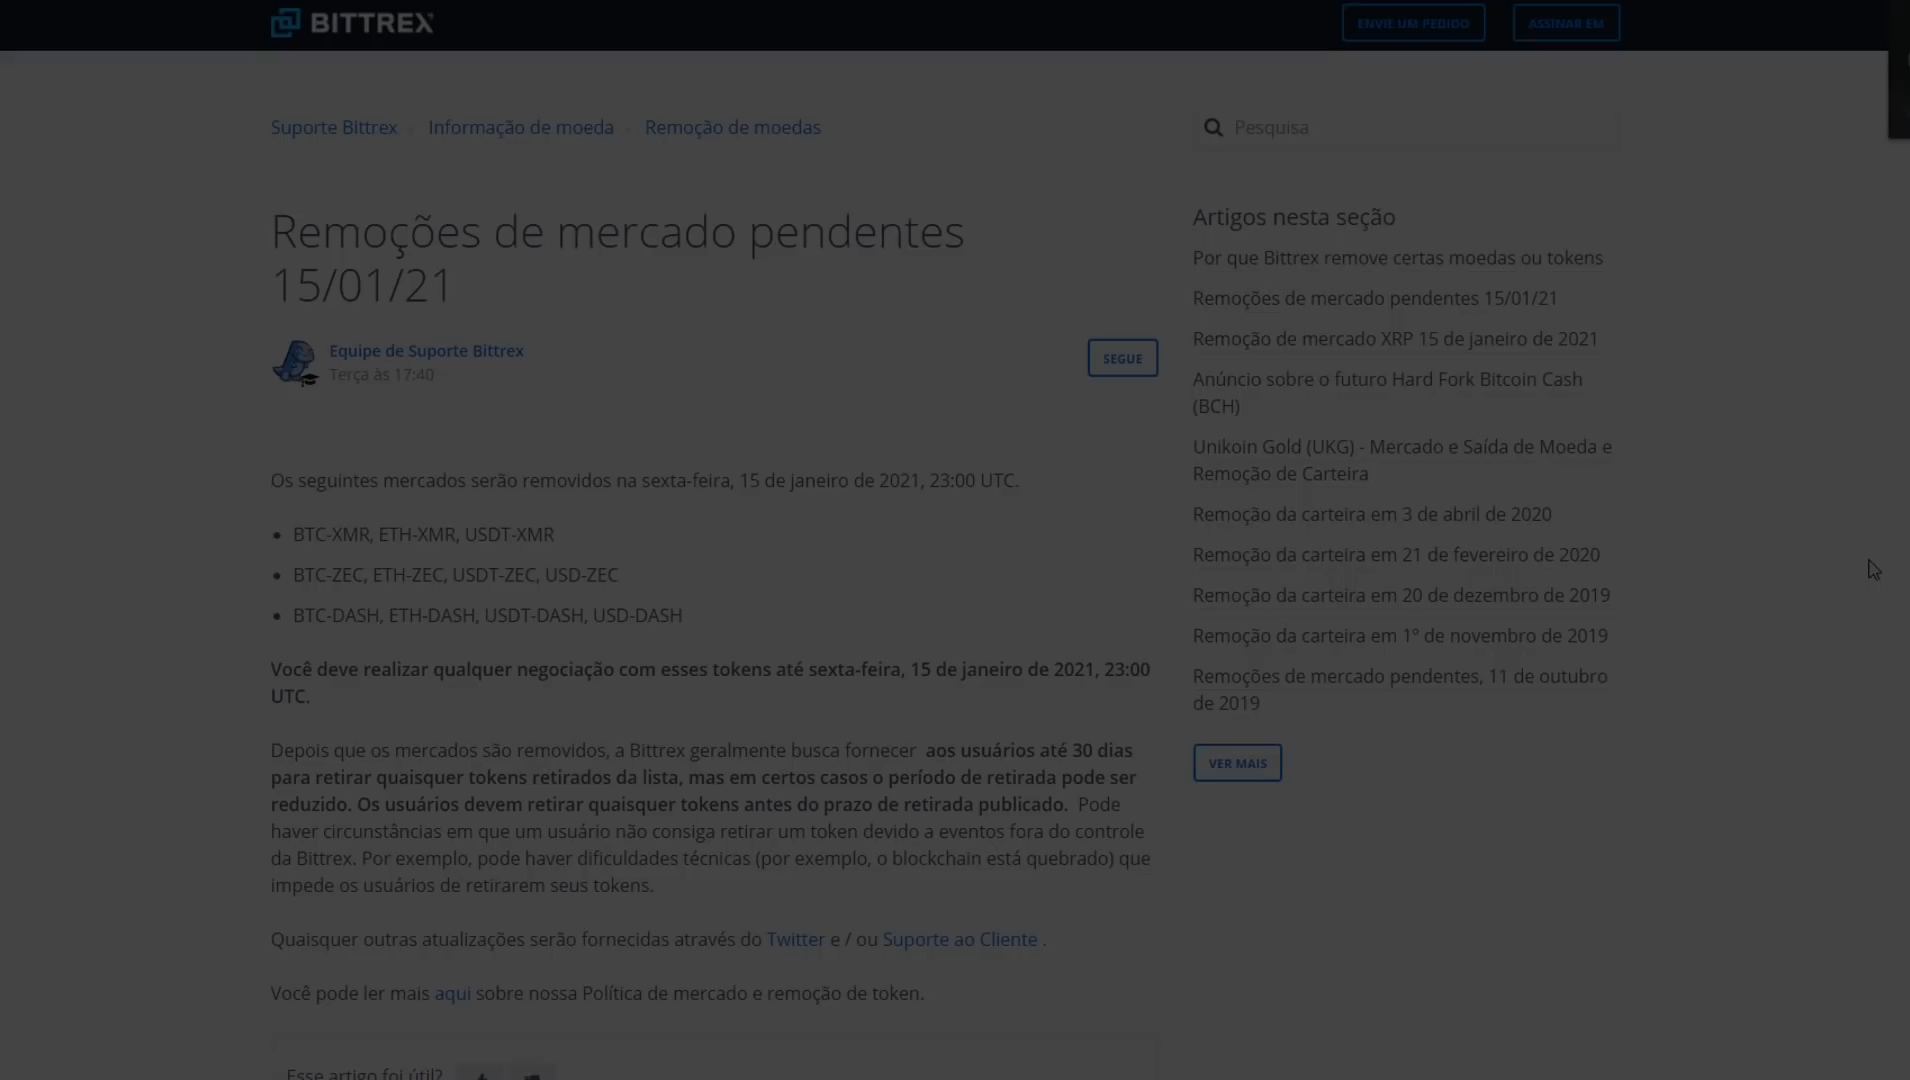 BITTREX
ENVIE UM PEDIDO
ASSINAR EM
Suporte Bittrex
Informação de moeda
Remoção de moedas
Pesquisa
Remoções de mercado pendentes
15/01/21
Equipe de Suporte Bittrex
Terça às 17:40
SEGUE
Os seguintes mercados serão removidos na sexta-feira, 15 de janeiro de 2021, 23:00 UTC.
BTC-XMR, ETH-XMR, USDT-XMR
BTC-ZEC, ETH-ZEC, USDT-ZEC, USD-ZEC
BTC-DASH, ETH-DASH, USDT-DASH, USD-DASH
Você deve realizar qualquer negociação com esses tokens até sexta-feira, 15 de janeiro de 2021, 23:00
UTC.
Depois que os mercados são removidos, a Bittrex geralmente busca fornecer aos usuários até 30 dias
para retirar quaisquer tokens retirados da lista, mas em certos casos o período de retirada pode ser
reduzido. Os usuários devem retirar quaisquer tokens antes do prazo de retirada publicado. Pode
haver circunstâncias em que um usuário não consiga retirar um token devido a eventos fora do controle
da Bittrex. Por exemplo, pode haver dificuldades técnicas (por exemplo, o blockchain está quebrado) que
impede os usuários de retirarem seus tokens.
Quaisquer outras atualizações serão fornecidas através do Twitter e / ou Suporte ao Cliente .
Você pode ler mais aqui sobre nossa Política de mercado e remoção de token.
Esse artigo foi útil?
Artigos nesta seção
Por que Bittrex remove certas moedas ou tokens
Remoções de mercado pendentes 15/01/21
Remoção de mercado XRP 15 de janeiro de 2021
Anúncio sobre o futuro Hard Fork Bitcoin Cash
(BCH)
Unikoin Gold (UKG) - Mercado e Saída de Moeda e
Remoção de Carteira
Remoção da carteira em 3 de abril de 2020
Remoção da carteira em 21 de fevereiro de 2020
Remoção da carteira em 20 de dezembro de 2019
Remoção da carteira em 1º de novembro de 2019
Remoções de mercado pendentes, 11 de outubro
de 2019
VER MAIS